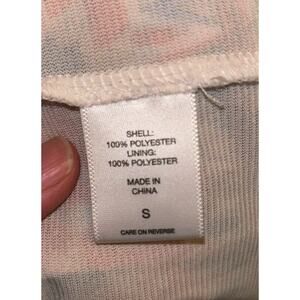 SHELL:
100% POLYESTER
LINING:
100% POLYESTER
MADE IN
CHINA
S
CARE ON REVERSE